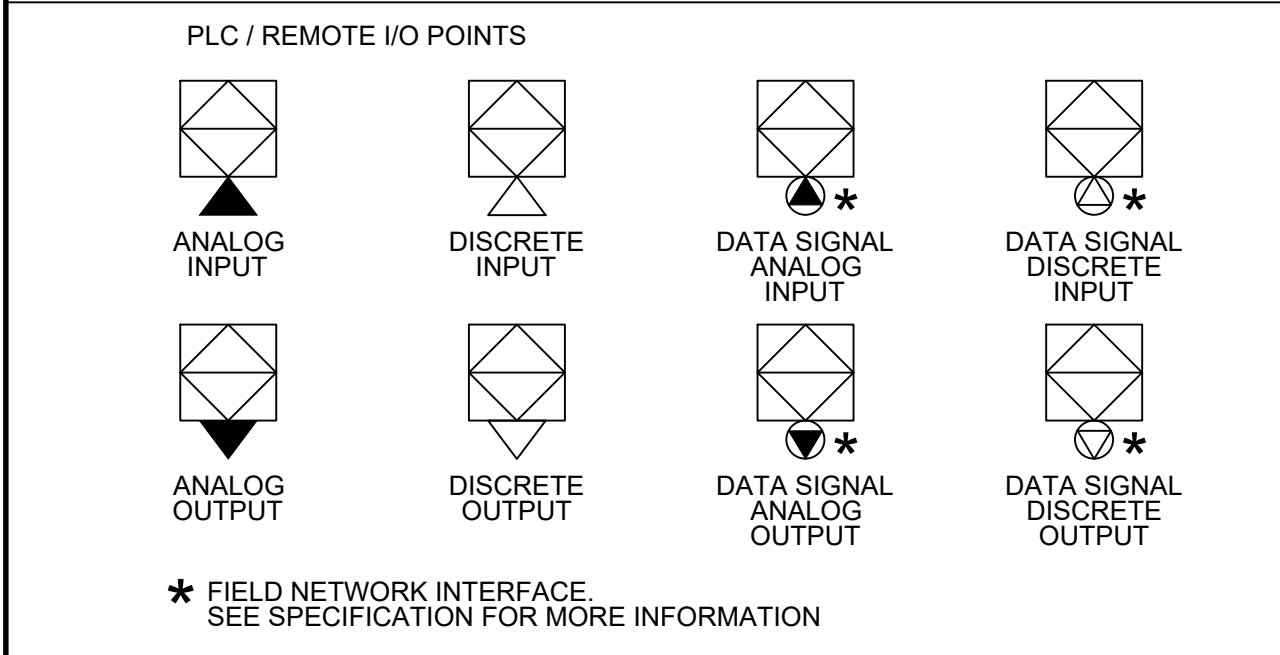 PLC / REMOTE I/O POINTS
ANALOG
INPUT
DISCRETE
INPUT
* DATA SIGNAL
ANALOG
INPUT
* DATA SIGNAL
DISCRETE
INPUT
ANALOG
OUTPUT
DISCRETE
OUTPUT
* DATA SIGNAL
ANALOG
OUTPUT
* DATA SIGNAL
DISCRETE
OUTPUT
* FIELD NETWORK INTERFACE.
SEE SPECIFICATION FOR MORE INFORMATION